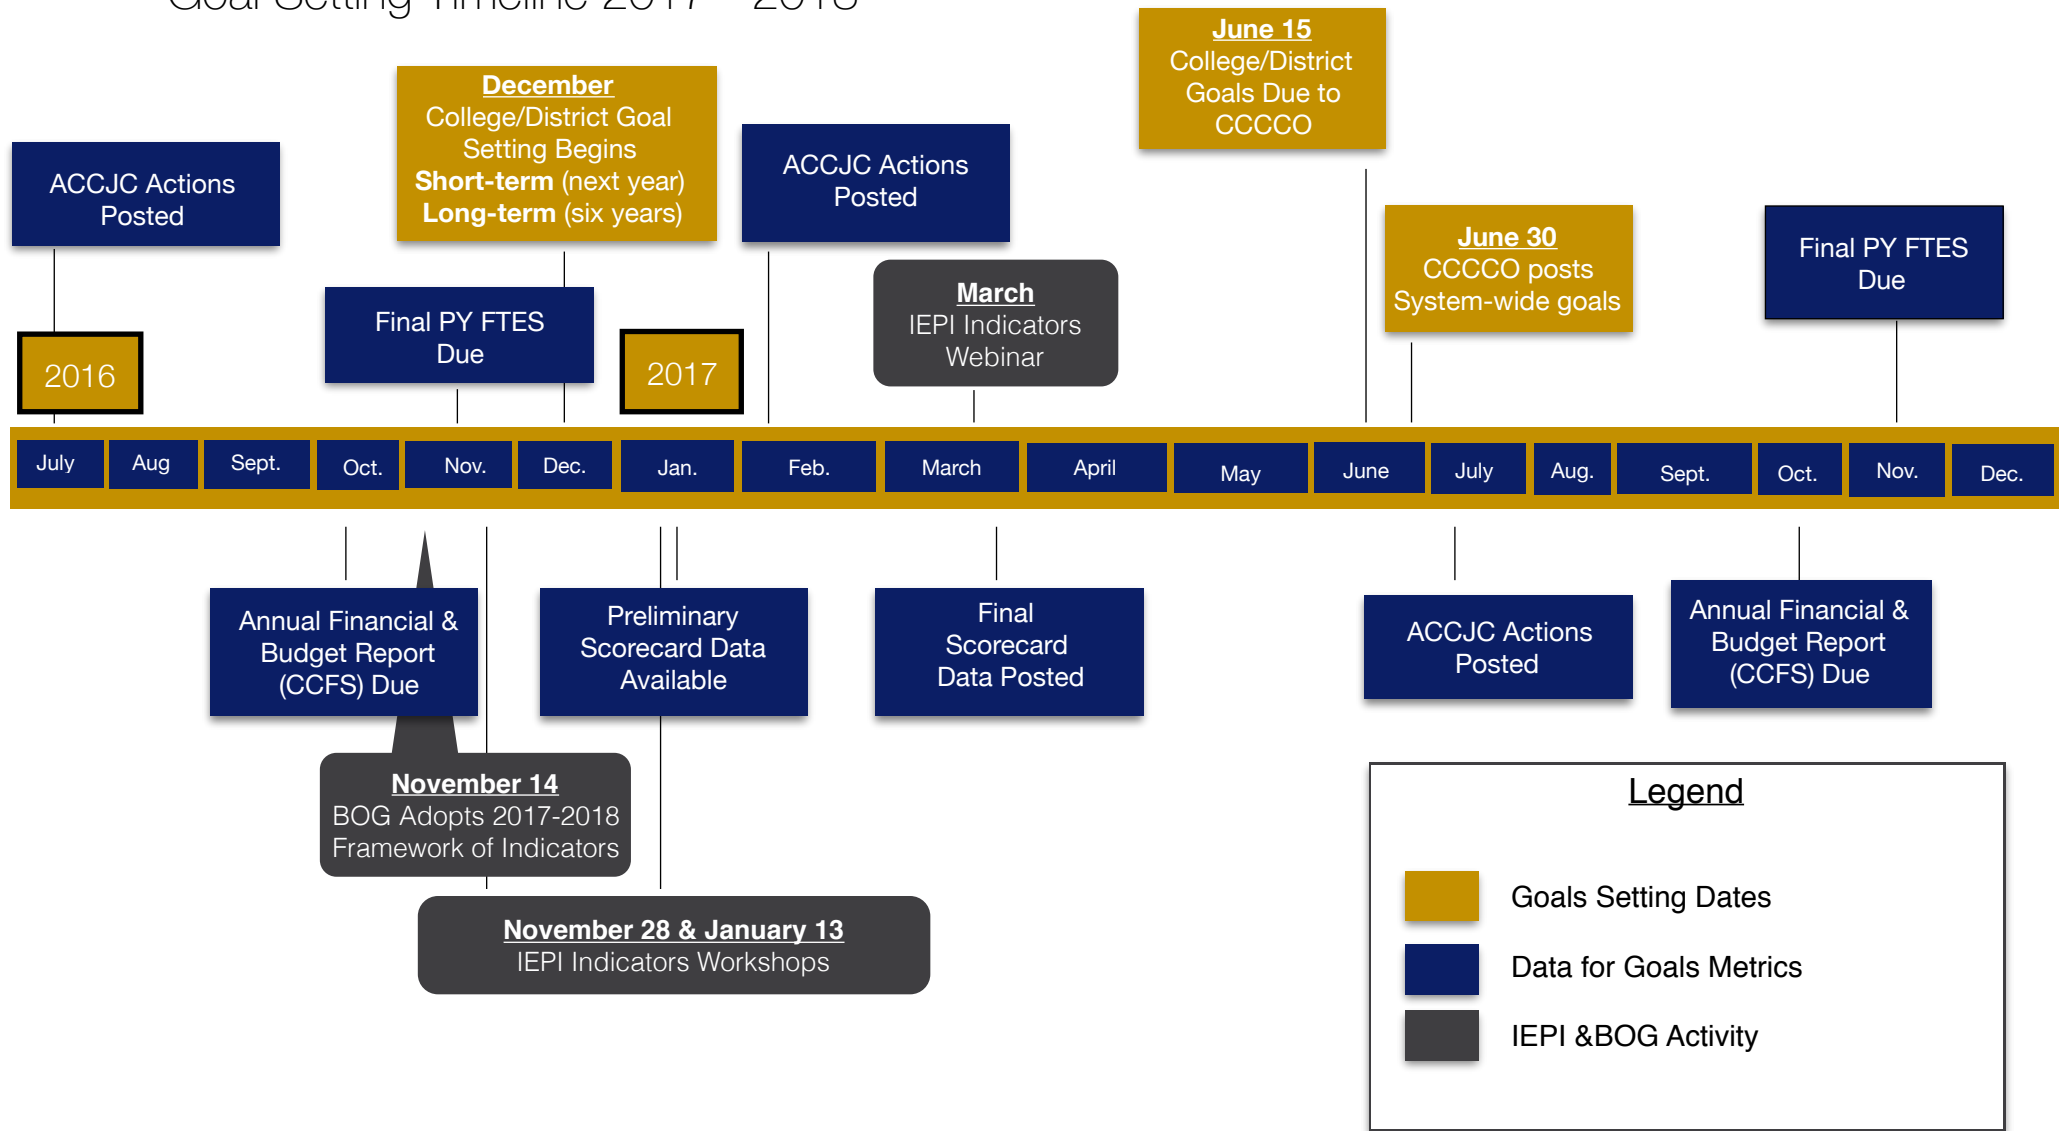 Goal Setting Timeline 2017 - 2018
June 15
College/District
Goals Due to
CCCCO
December
College/District Goal
Setting Begins
Short-term (next year)
Long-term (six years)
ACCJC Actions
Posted
ACCJC Actions
Posted
June 30
CCCCO posts
System-wide goals
Final PY FTES
Due
March
IEPI Indicators
Webinar
Final PY FTES
Due
2016
2017
July
Aug
Sept.
Oct.
Nov.
Dec.
Jan.
Feb.
March
April
May
June
July
Aug.
Sept.
Oct.
Nov.
Dec.
Annual Financial &
Budget Report
(CCFS) Due
Preliminary
Scorecard Data
Available
Final
Scorecard
Data Posted
ACCJC Actions
Posted
Annual Financial &
Budget Report
(CCFS) Due
November 14
BOG Adopts 2017-2018
Framework of Indicators
November 28 & January 13
IEPI Indicators Workshops
Legend
Goals Setting Dates
Data for Goals Metrics
IEPI &BOG Activity